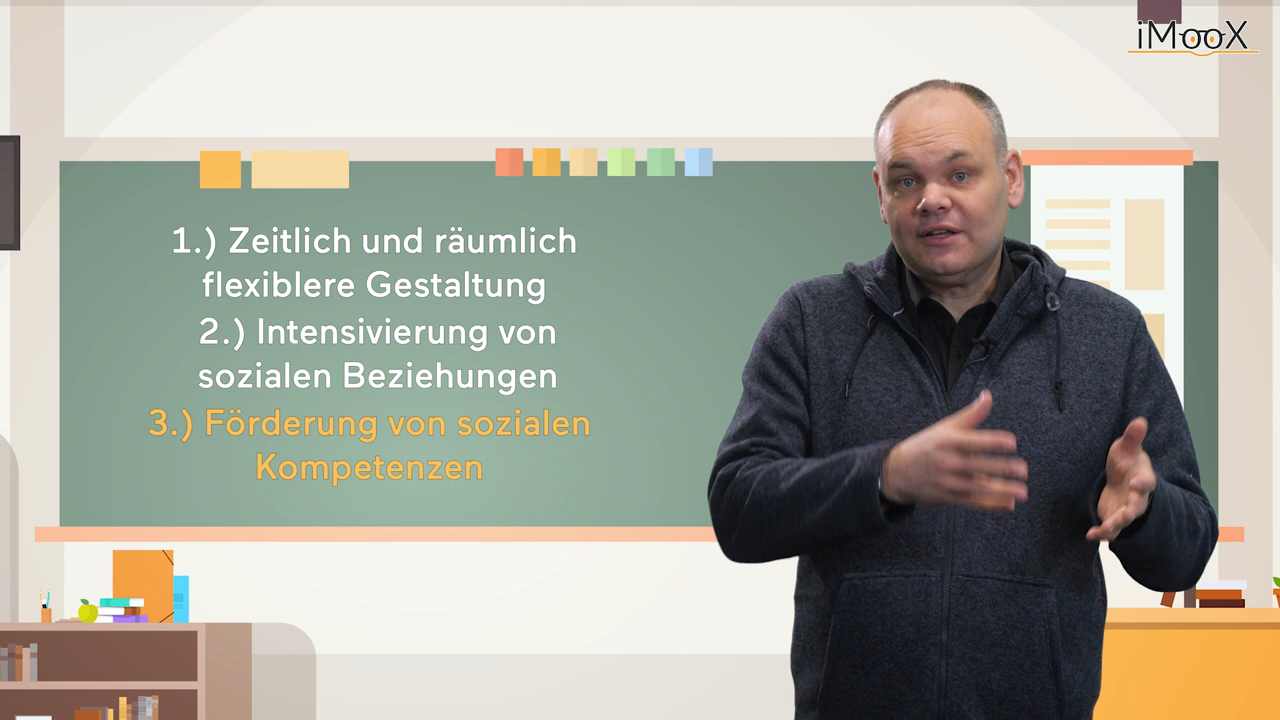 iMooX
1.) Zeitlich und räumlich
flexiblere Gestaltung
2.) Intensivierung von
sozialen Beziehungen
3.) Förderung von sozialen
Kompetenzen